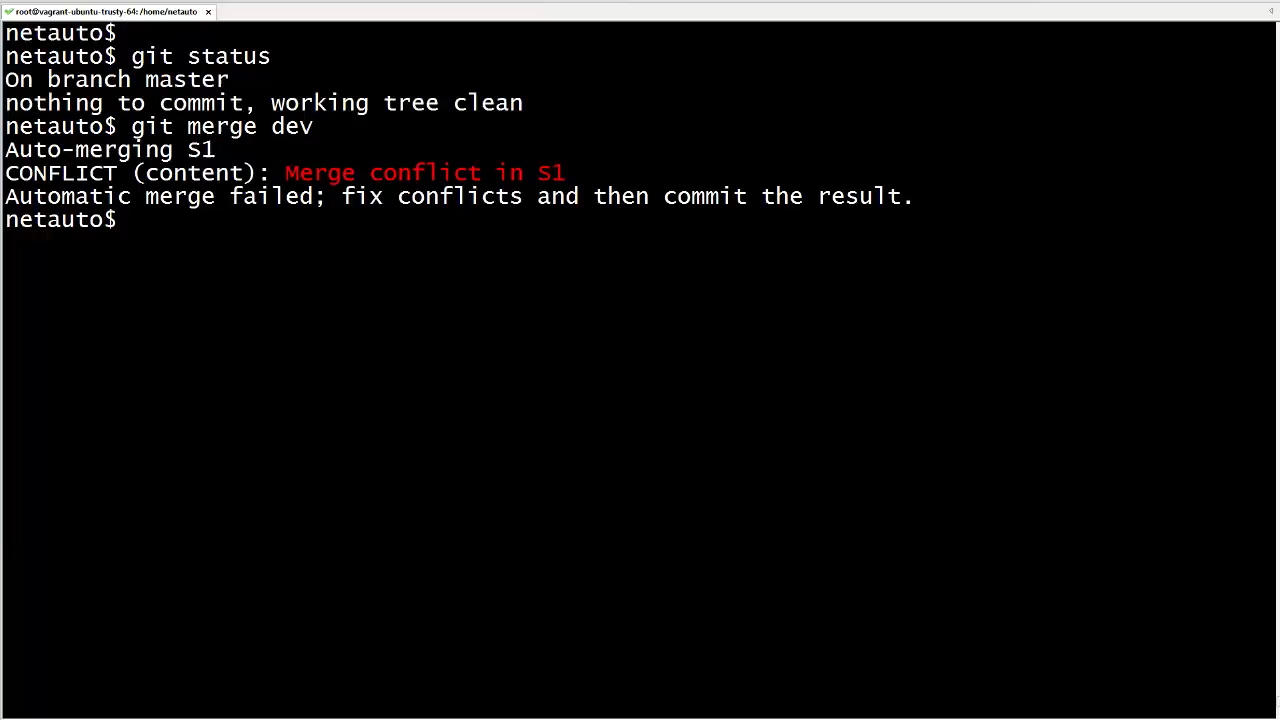 root@vagrant-ubuntu-trusty-64: /home/netauto
netauto$
netauto$ git status
On branch master
nothing to commit, working tree clean
netauto$ git merge dev
Auto-merging S1
CONFLICT (content): Merge conflict in S1
Automatic merge failed; fix conflicts and then commit the result.
netauto$